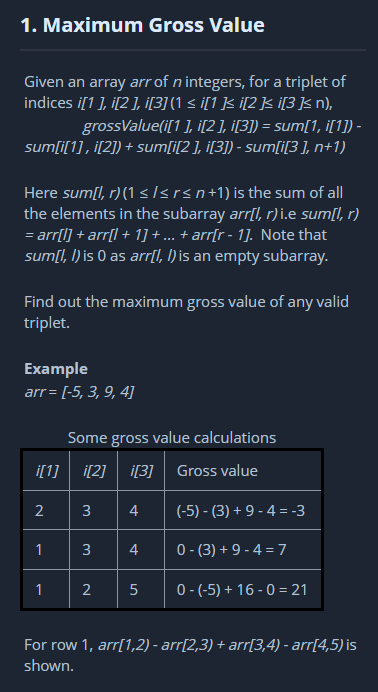 1. Maximum Gross Value
Given an array arr of n integers, for a triplet of
indices i[1 ], i[2 ], i[3] (1 ≤ i[1 ]≤ i[2 ]≤ i[3 ]≤ n),
grossValue(i[1 ], i[2 ], i[3]) = sum[1, i[1]) -
sum[i[1] , i[2]) + sum[i[2 ], i[3]) - sum[i[3 ], n+1)
Here sum[l, r) (1 ≤ l ≤ r ≤ n +1) is the sum of all
the elements in the subarray arr[l, r) i.e sum[l, r)
= arr[l] + arr[l + 1] + ... + arr[r - 1].  Note that
sum[l, l) is 0 as arr[l, l) is an empty subarray.
Find out the maximum gross value of any valid
triplet.
Example
arr = [-5, 3, 9, 4]
Some gross value calculations
i[1] i[2] i[3] Gross value
2 3 4 (-5) - (3) + 9 - 4 = -3
1 3 4 0 - (3) + 9 - 4 = 7
1 2 5 0 - (-5) + 16 - 0 = 21
For row 1, arr[1,2) - arr[2,3) + arr[3,4) - arr[4,5) is
shown.